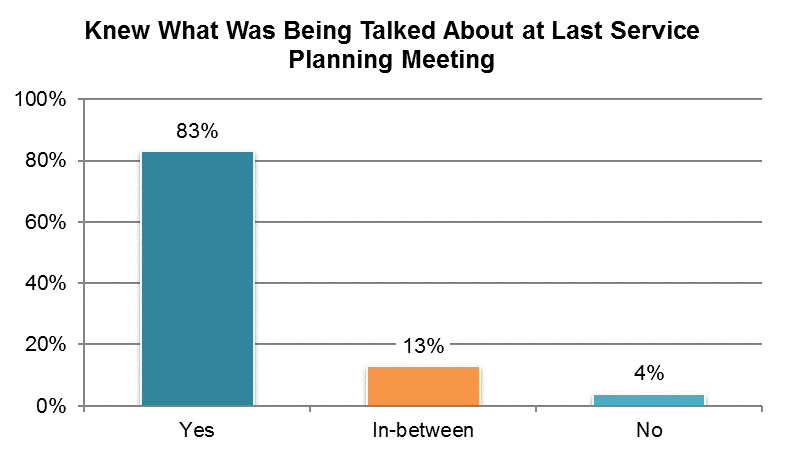 Knew What Was Being Talked About at Last Service
Planning Meeting
100%
80%
60%
40%
20%
0%
83%
13%
4%
Yes
In-between
No